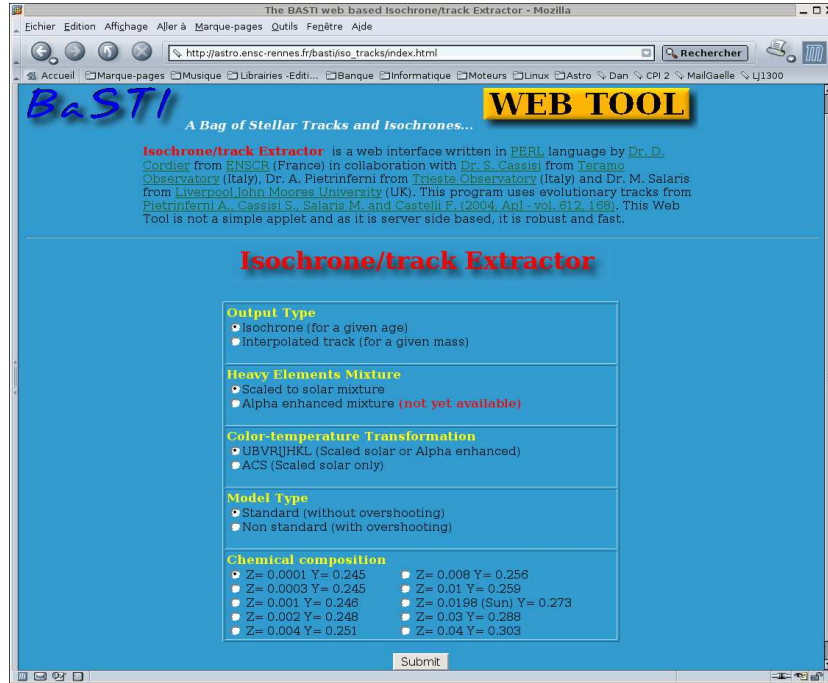 The BASTI web based Isochrone/track Extractor - Mozilla
Fichier Edition Affichage Aller à Marque-pages Outils Fenêtre Aide
http://astro.ensc-rennes.fr/basti/iso_tracks/index.html Rechercher
Accueil Marque-pages Musique Librairies -Editi... Banque Informatique Moteurs Linux Astro Dan CPI 2 MailGaelle LJ1300
BaSTI
A Bag of Stellar Tracks and Isochrones...
WEB TOOL
Isochrone/track Extractor is a web interface written in PERL language by Dr. D.
Cordier from ENSCR (France) in collaboration with Dr. S. Cassisi from Teramo
Observatory (Italy), Dr. A. Pietrinferni from Trieste Observatory (Italy) and Dr. M. Salaris
from Liverpool John Moores University (UK). This program uses evolutionary tracks from
Pietrinferni A., Cassisi S., Salaris M. and Castelli F. (2004, ApJ - vol. 612, 168). This Web
Tool is not a simple applet and as it is server side based, it is robust and fast.
Isochrone/track Extractor
Output Type
Isochrone (for a given age)
Interpolated track (for a given mass)
Heavy Elements Mixture
Scaled to solar mixture
Alpha enhanced mixture (not yet available)
Color-temperature Transformation
UBVRIJHKL (Scaled solar or Alpha enhanced)
ACS (Scaled solar only)
Model Type
Standard (without overshooting)
Non standard (with overshooting)
Chemical composition
Z= 0.0001 Y= 0.245 Z= 0.008 Y= 0.256
Z= 0.0003 Y= 0.245 Z= 0.01 Y= 0.259
Z= 0.001 Y= 0.246 Z= 0.0198 (Sun) Y= 0.273
Z= 0.002 Y= 0.248 Z= 0.03 Y= 0.288
Z= 0.004 Y= 0.251 Z= 0.04 Y= 0.303
Submit